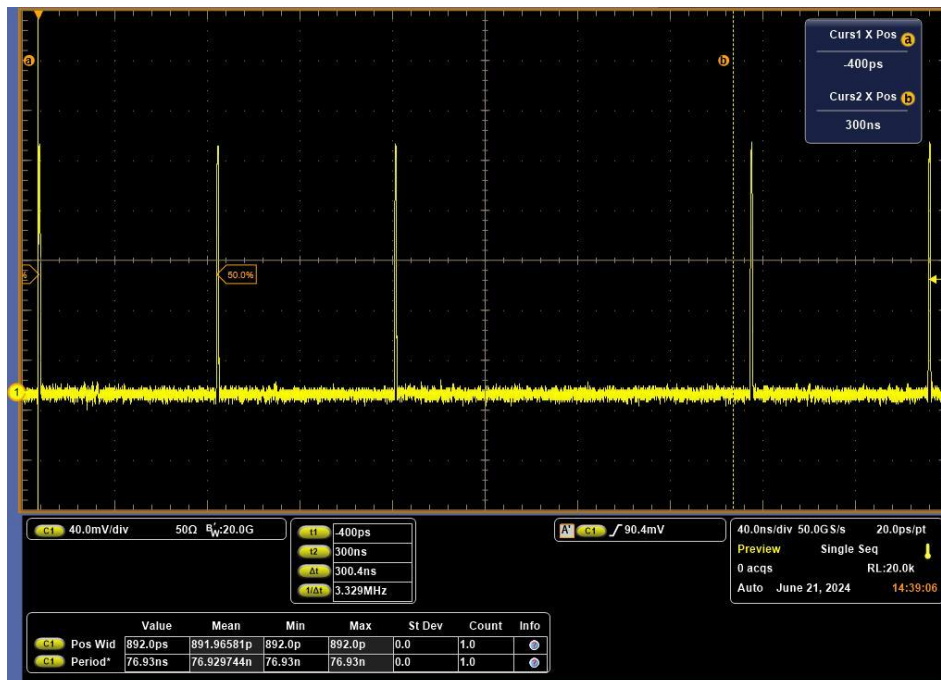 Curs1 X Pos a
-400ps
Curs2 X Pos b
300ns
a
b
50.0%
1
C1 40.0mV/div 50Ω BW:20.0G
t1 -400ps
t2 300ns
Δt 300.4ns
1/Δt 3.329MHz
A' C1 90.4mV
40.0ns/div 50.0GS/s 20.0ps/pt
Preview Single Seq
0 acqs RL:20.0k
Auto June 21, 2024 14:39:06
Value Mean Min Max St Dev Count Info
C1 Pos Wid 892.0ps 891.96581p 892.0p 892.0p 0.0 1.0
C1 Period* 76.93ns 76.929744n 76.93n 76.93n 0.0 1.0